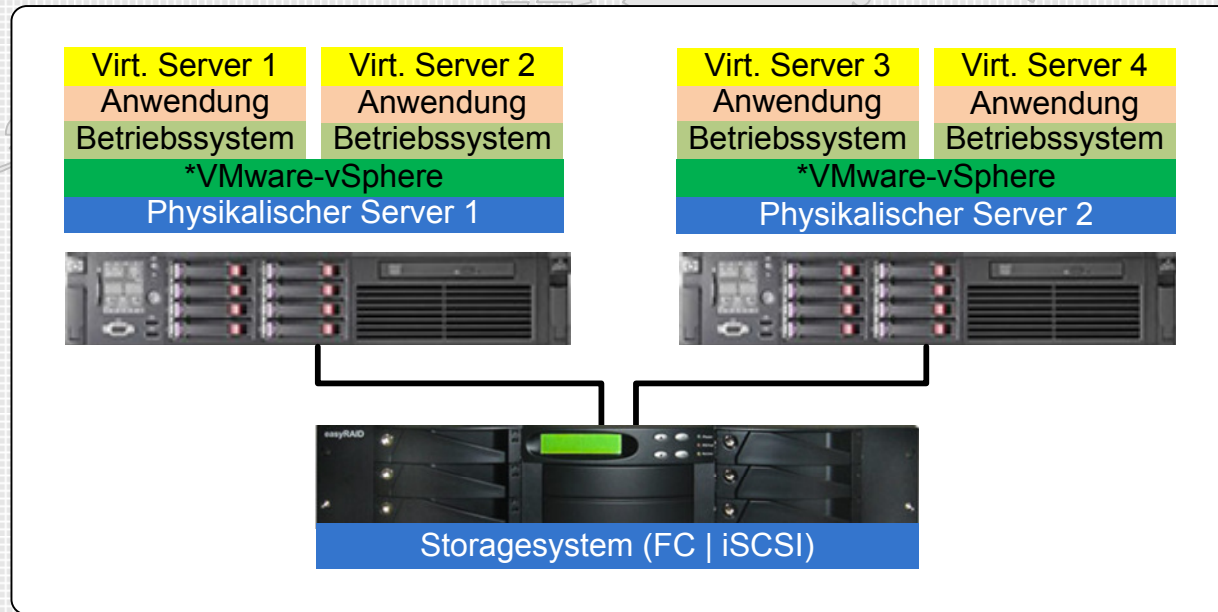 Virt. Server 1
Virt. Server 2
Virt. Server 3
Virt. Server 4
Anwendung
Anwendung
Anwendung
Anwendung
Betriebssystem
Betriebssystem
Betriebssystem
Betriebssystem
*VMware-vSphere
*VMware-vSphere
Physikalischer Server 1
Physikalischer Server 2
easyRAID
Storagesystem (FC | iSCSI)